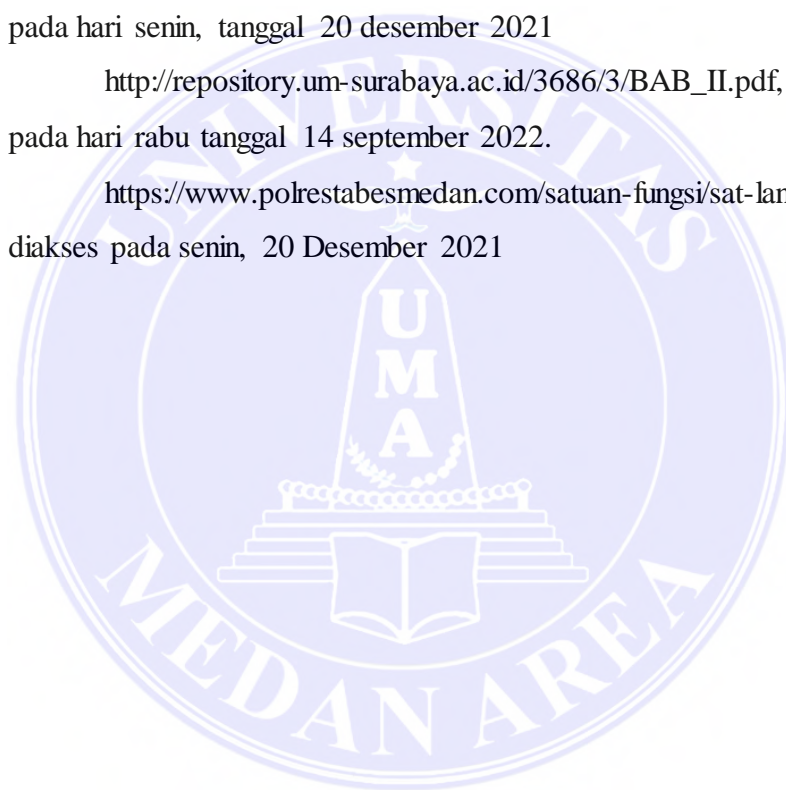 pada hari senin, tanggal 20 desember 2021
http://repository.um-surabaya.ac.id/3686/3/BAB_II.pdf,
pada hari rabu tanggal 14 september 2022.
https://www.polrestabesmedan.com/satuan-fungsi/sat-lan
diakses pada senin, 20 Desember 2021
UNIVERSITAS
U
M
A
MEDAN AREA